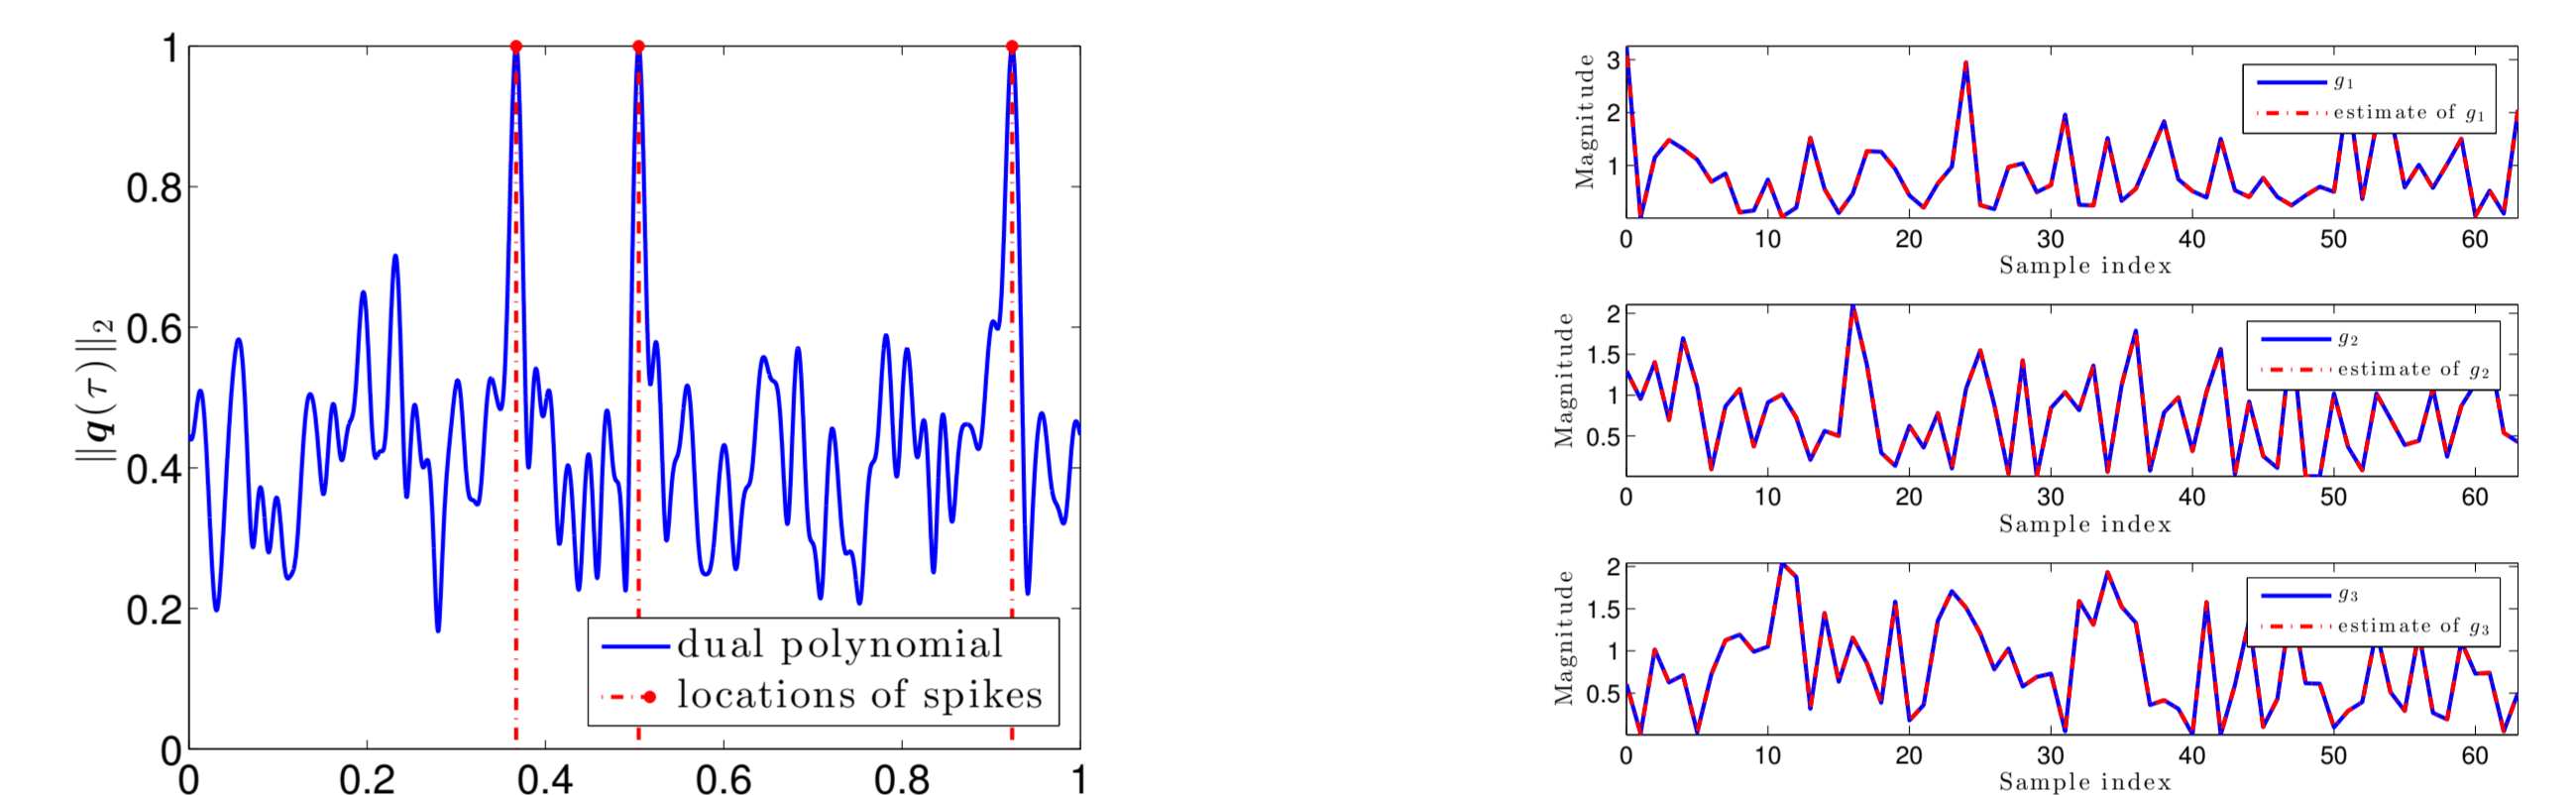 1
0.8
0.6
0.4
0.2
0
‖q(τ)‖₂
0 0.2 0.4 0.6 0.8 1
dual polynomial
locations of spikes
3
2
1
Magnitude
g₁
estimate of g₁
0 10 20 30 40 50 60
Sample index
2
1.5
1
0.5
Magnitude
g₂
estimate of g₂
0 10 20 30 40 50 60
Sample index
2
1.5
1
0.5
Magnitude
g₃
estimate of g₃
0 10 20 30 40 50 60
Sample index